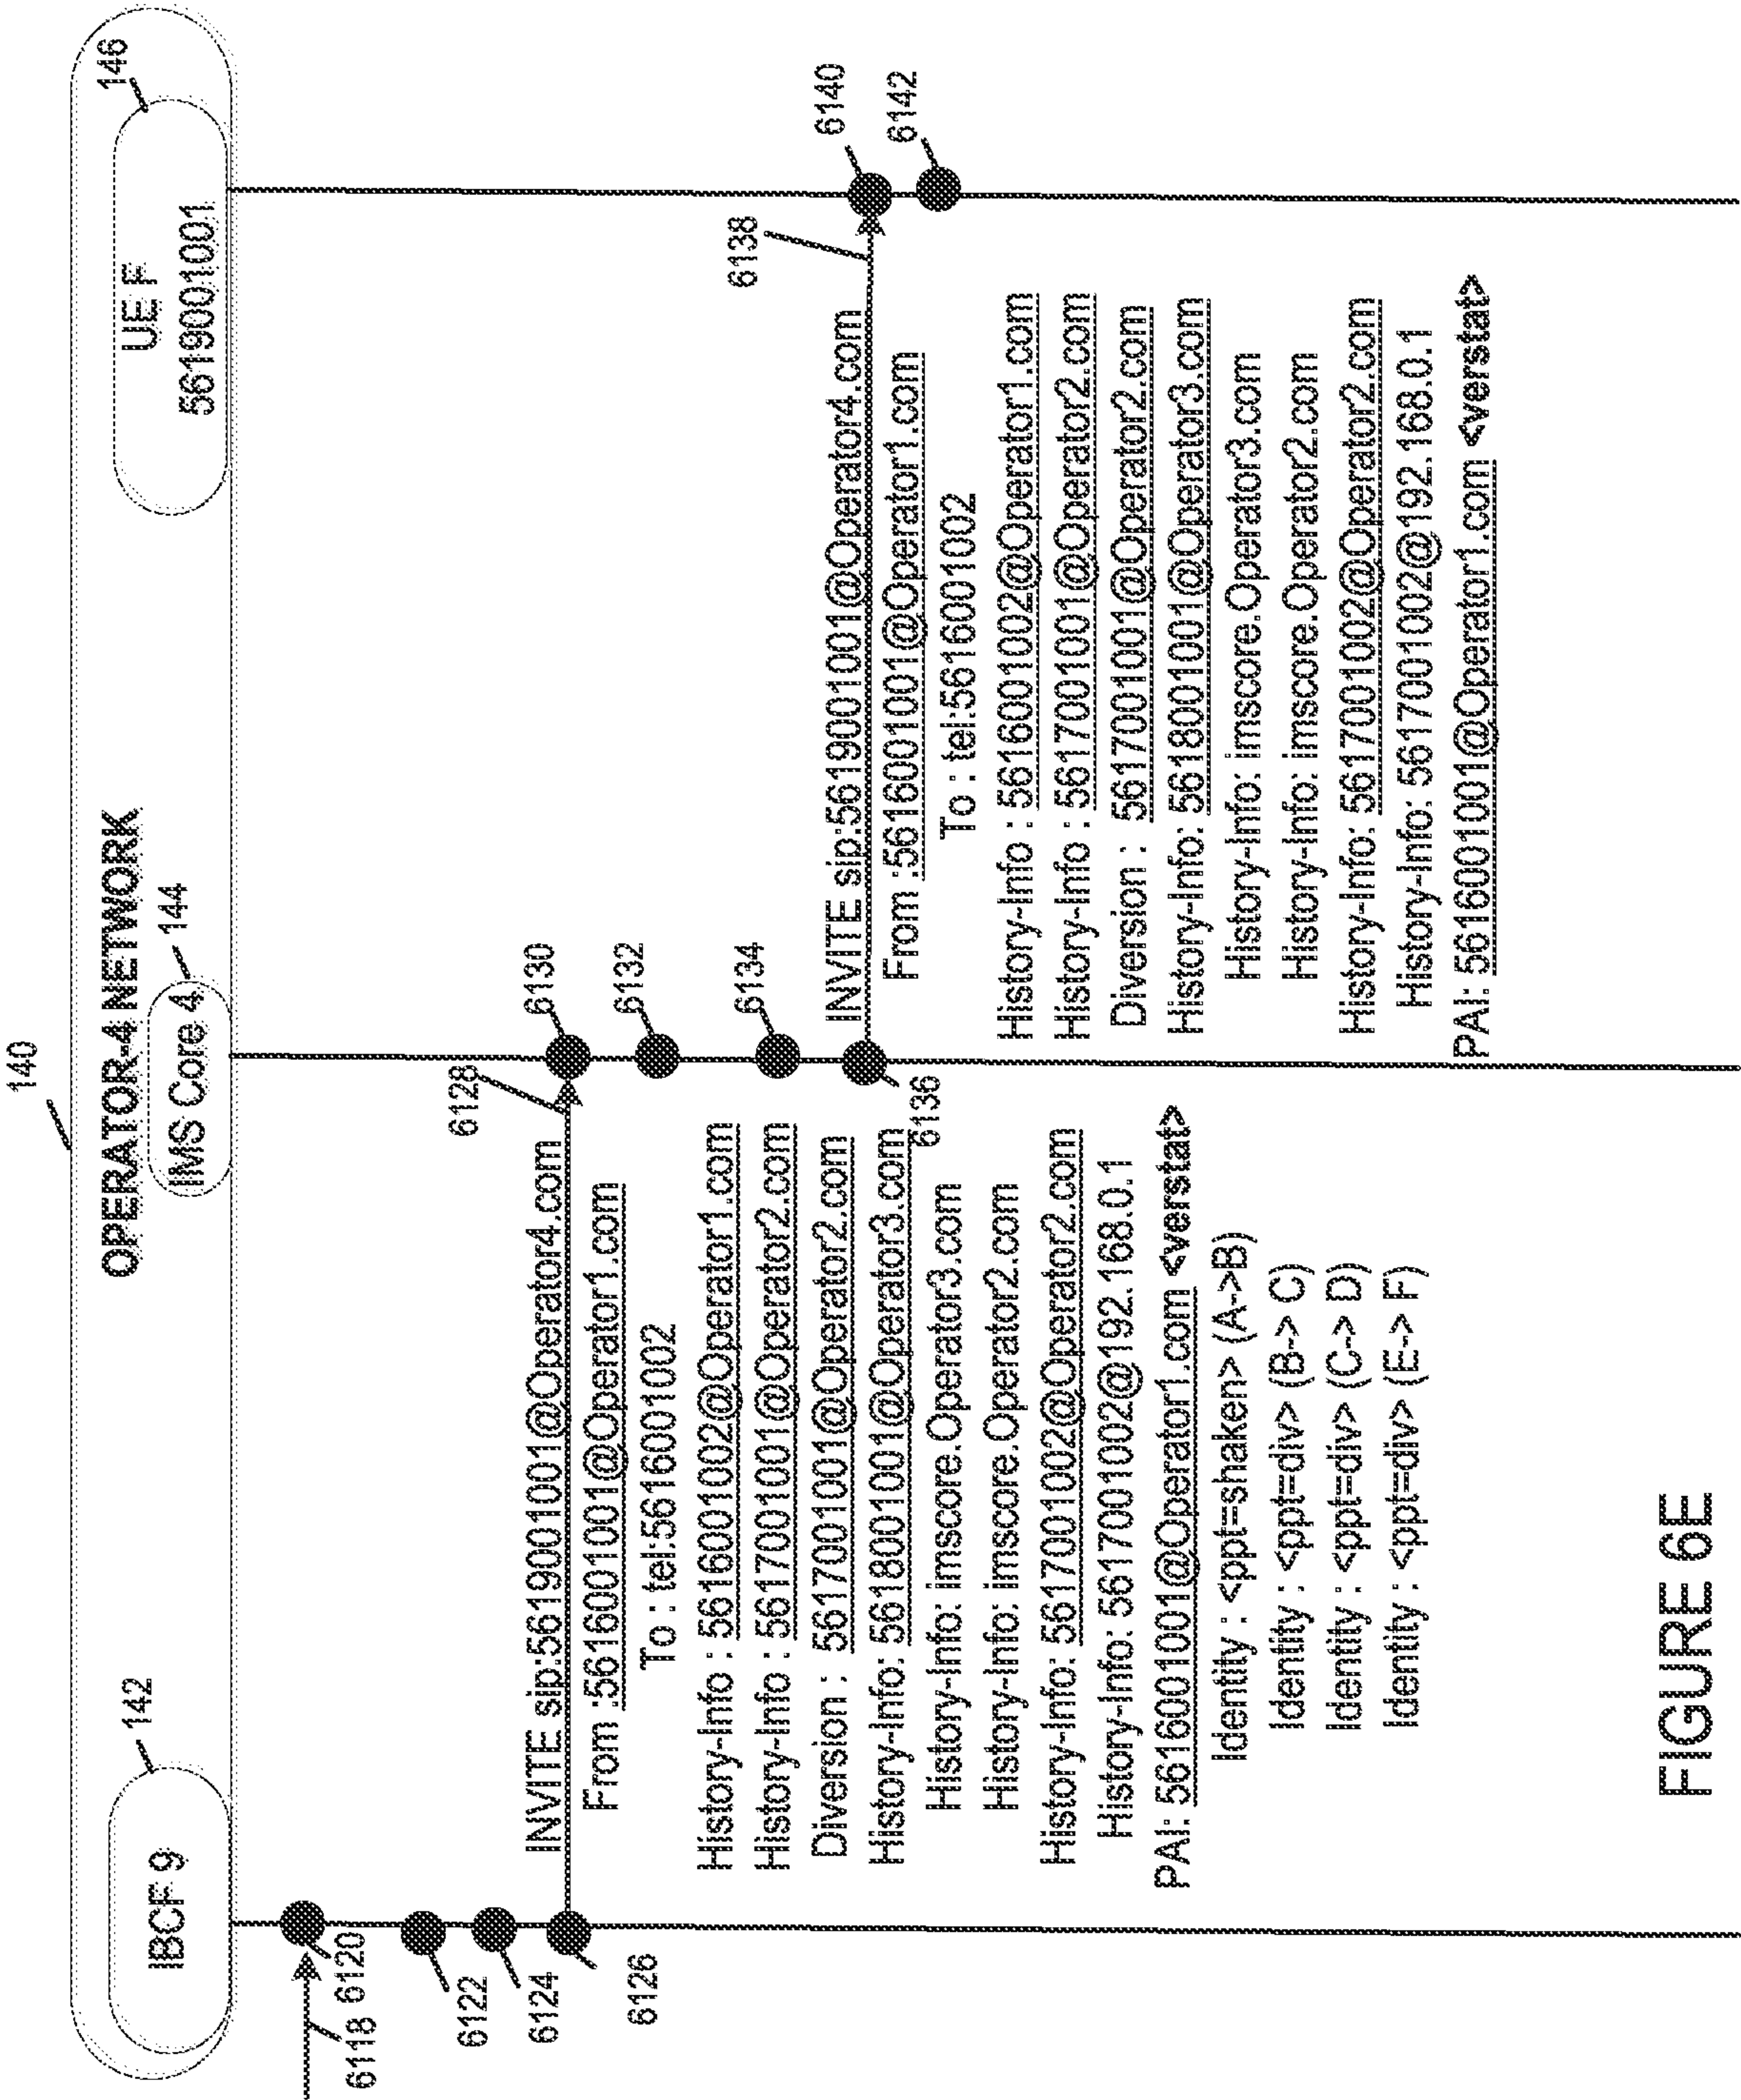 140
OPERATOR-4 NETWORK
IBCF 9
142
IMS Core 4
144
UE F
5619001001
146
6118
6120
6122
6124
6126
6128
6130
6132
6134
6136
6138
6140
6142
INVITE sip:5619001001@Operator4.com
From :5616001001@Operator1.com
To : tel:5616001002
History-Info : 5616001002@Operator1.com
History-Info : 5617001001@Operator2.com
Diversion : 5617001001@Operator2.com
History-Info: 5618001001@Operator3.com
History-Info: imscore.Operator3.com
History-Info: imscore.Operator2.com
History-Info: 5617001002@Operator2.com
History-Info: 5617001002@192.168.0.1
PAI: 5616001001@Operator1.com <verstat>
Identity : <ppt=shaken> (A->B)
Identity : <ppt=div> (B-> C)
Identity : <ppt=div> (C-> D)
Identity : <ppt=div> (E-> F)
INVITE sip:5619001001@Operator4.com
From :5616001001@Operator1.com
To : tel:5616001002
History-Info : 5616001002@Operator1.com
History-Info : 5617001001@Operator2.com
Diversion : 5617001001@Operator2.com
History-Info: 5618001001@Operator3.com
History-Info: imscore.Operator3.com
History-Info: imscore.Operator2.com
History-Info: 5617001002@Operator2.com
History-Info: 5617001002@192.168.0.1
PAI: 5616001001@Operator1.com <verstat>
FIGURE 6E